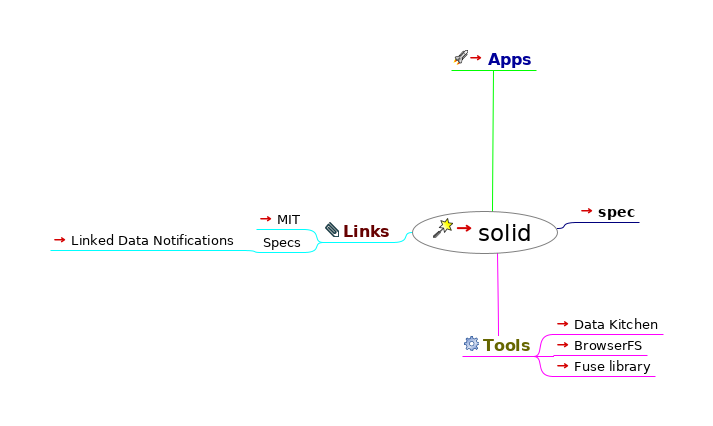 Apps
spec
solid
Links
MIT
Specs
Linked Data Notifications
Tools
Data Kitchen
BrowserFS
Fuse library